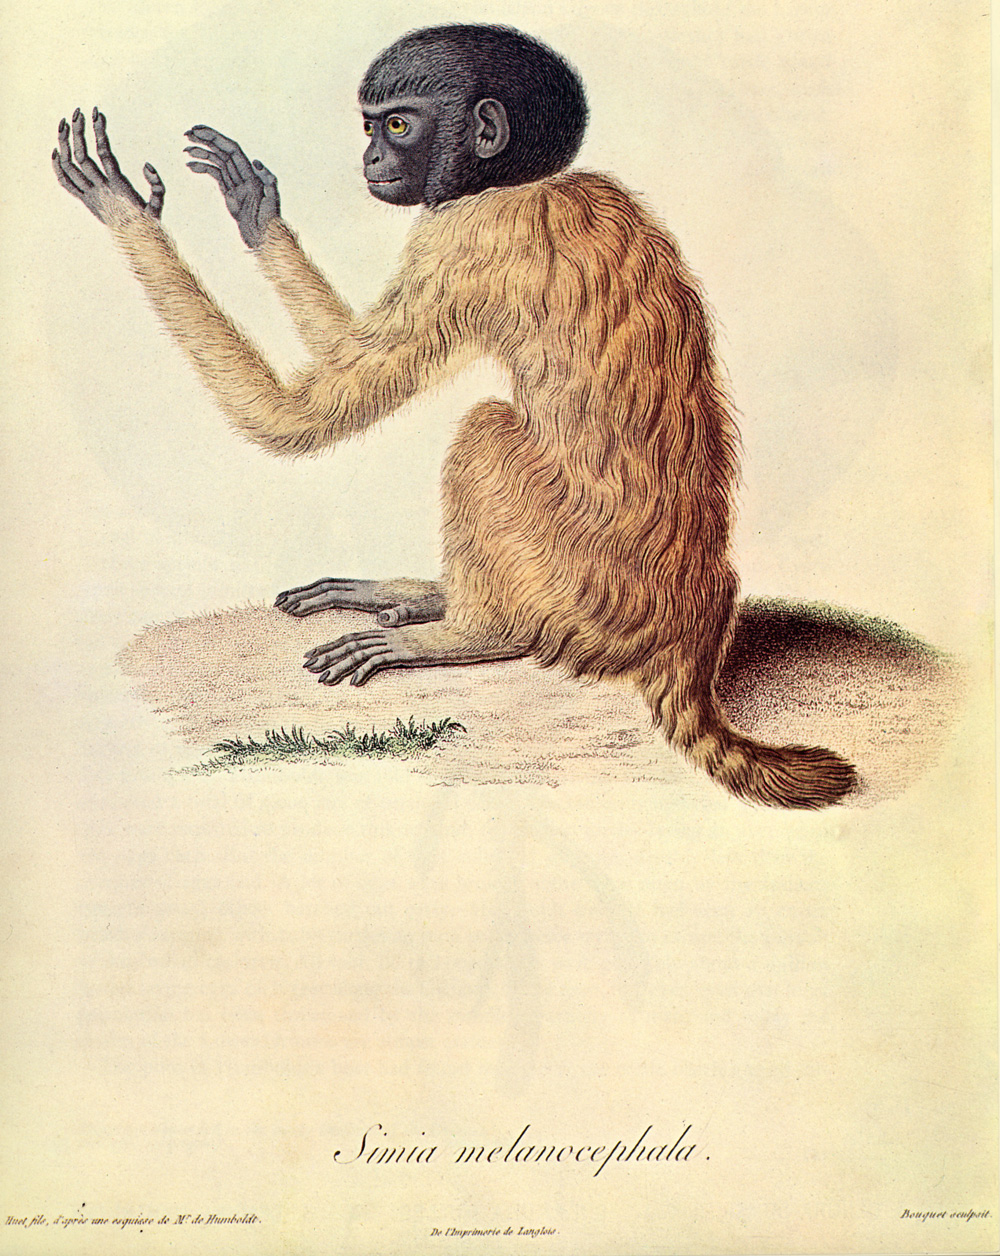 Simia melanocephala.
Huet, fils, d'après une esquisse de Mr. de Humboldt.
De l'Imprimerie de Langlois.
Bouquet sculpsit.